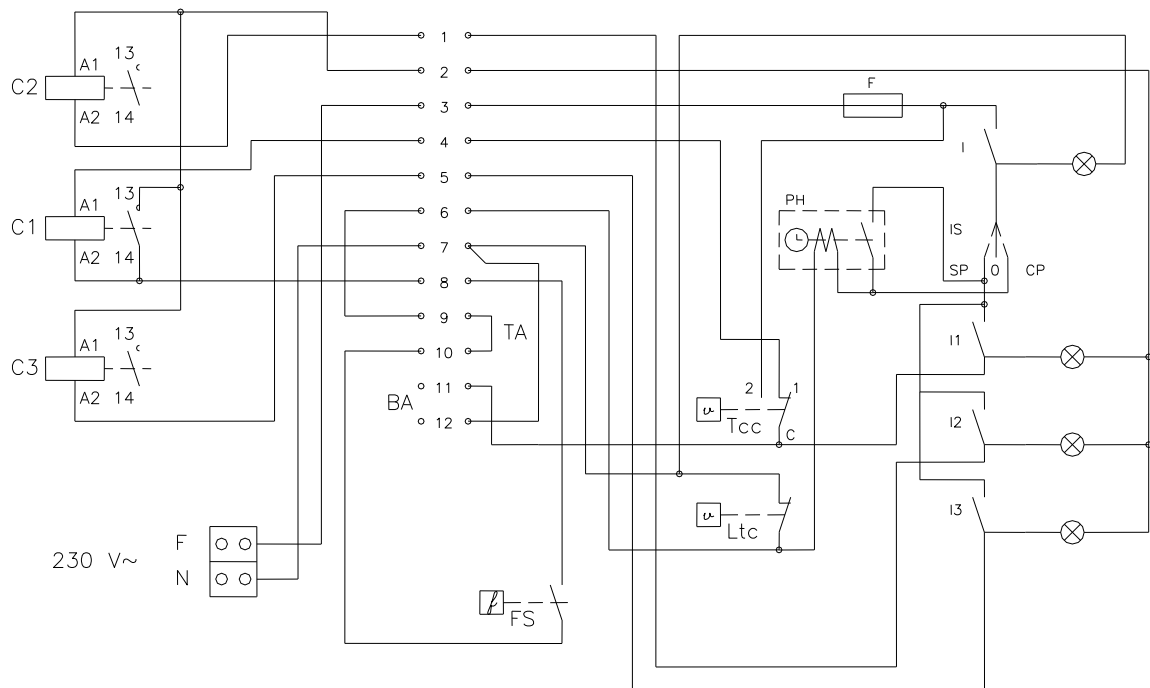 1
13
F
A1
2
C2
A2 14
3
4
I
5
13
PH
A1
6
C1
IS
A2
14
7
SP 0 CP
8
9
TA
13
I1
A1
10
C3
2 1
A2 14
BA
11
Tcc
I2
12
C
I3
Ltc
F
230 V~
N
f
FS